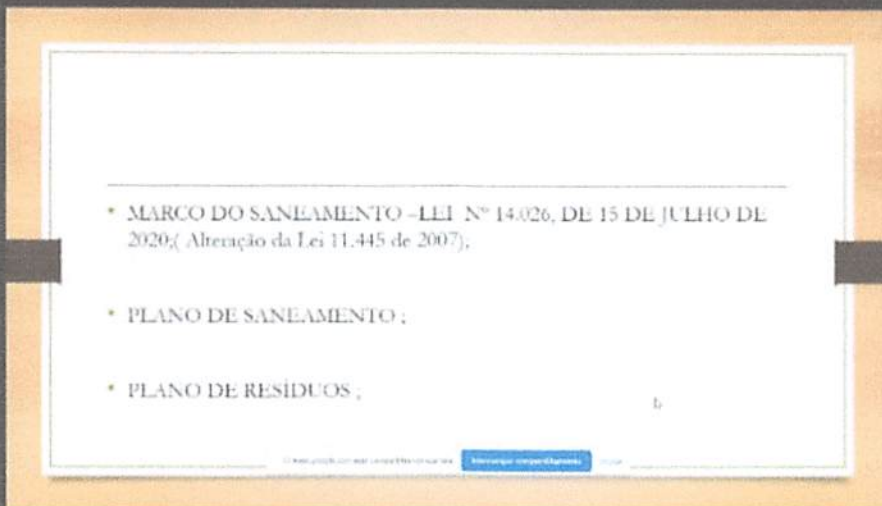 • MARCO DO SANEAMENTO –LEI Nº 14.026, DE 15 DE JULHO DE
2020;( Alteração da Lei 11.445 de 2007);
• PLANO DE SANEAMENTO ;
• PLANO DE RESÍDUOS ;